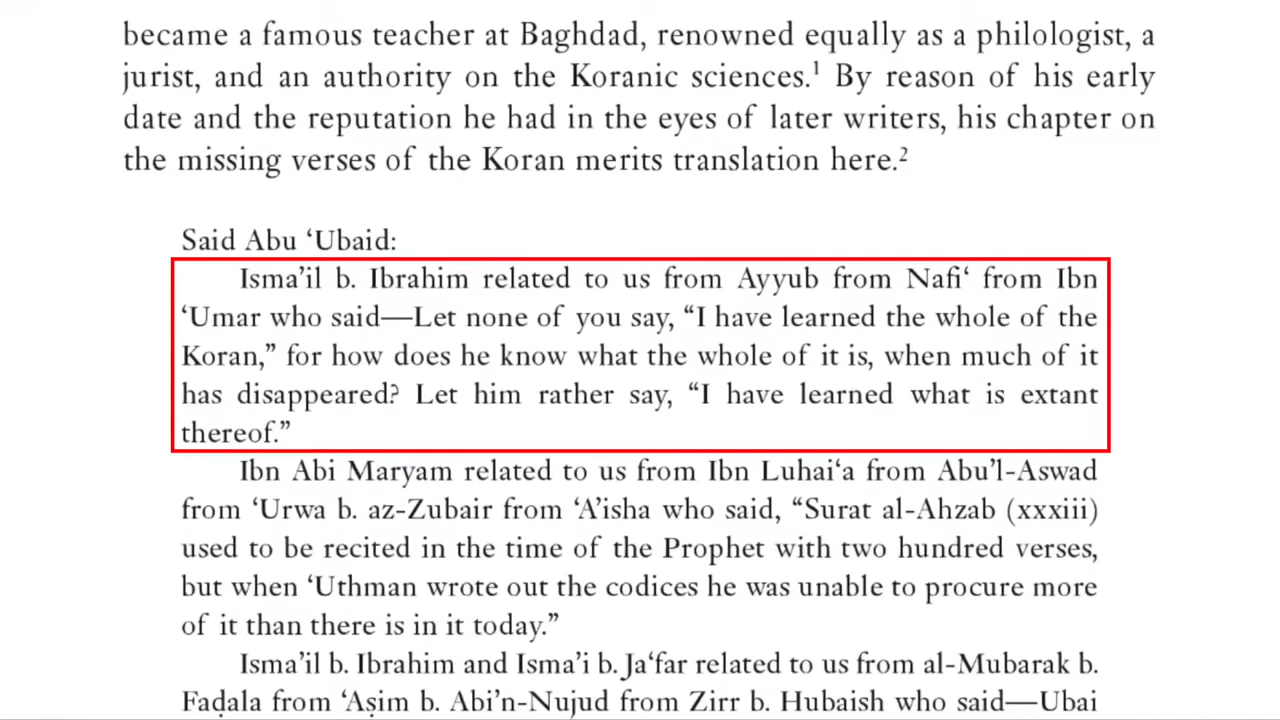 became a famous teacher at Baghdad, renowned equally as a philologist, a
jurist, and an authority on the Koranic sciences.¹ By reason of his early
date and the reputation he had in the eyes of later writers, his chapter on
the missing verses of the Koran merits translation here.²
Said Abu ‘Ubaid:
Isma’il b. Ibrahim related to us from Ayyub from Nafi‘ from Ibn
‘Umar who said—Let none of you say, “I have learned the whole of the
Koran,” for how does he know what the whole of it is, when much of it
has disappeared? Let him rather say, “I have learned what is extant
thereof.”
Ibn Abi Maryam related to us from Ibn Luhai‘a from Abu’l-Aswad
from ‘Urwa b. az-Zubair from ‘A’isha who said, “Surat al-Ahzab (xxxiii)
used to be recited in the time of the Prophet with two hundred verses,
but when ‘Uthman wrote out the codices he was unable to procure more
of it than there is in it today.”
Isma’il b. Ibrahim and Isma’i b. Ja‘far related to us from al-Mubarak b.
Faḍala from ‘Aṣim b. Abi’n-Nujud from Zirr b. Hubaish who said—Ubai